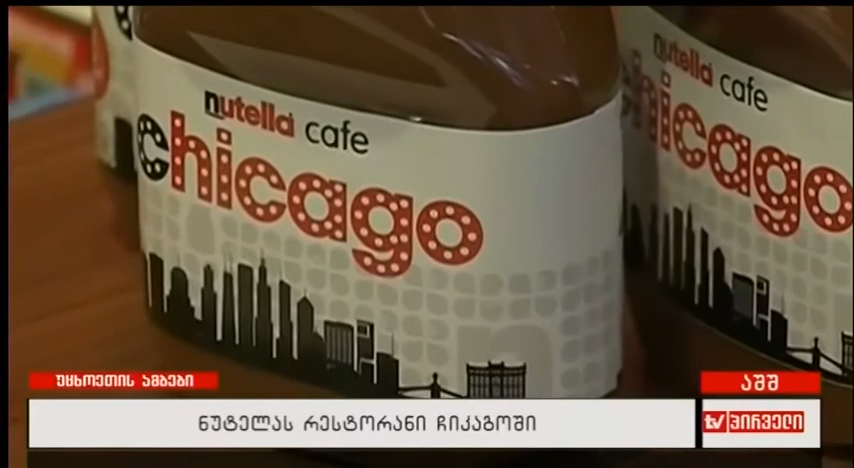 nutella cafe
chicago
nutella cafe
chicago
უცხოეთის ამბები
აშშ
ნუტელას რესტორანი ჩიკაგოში
tv პირველი